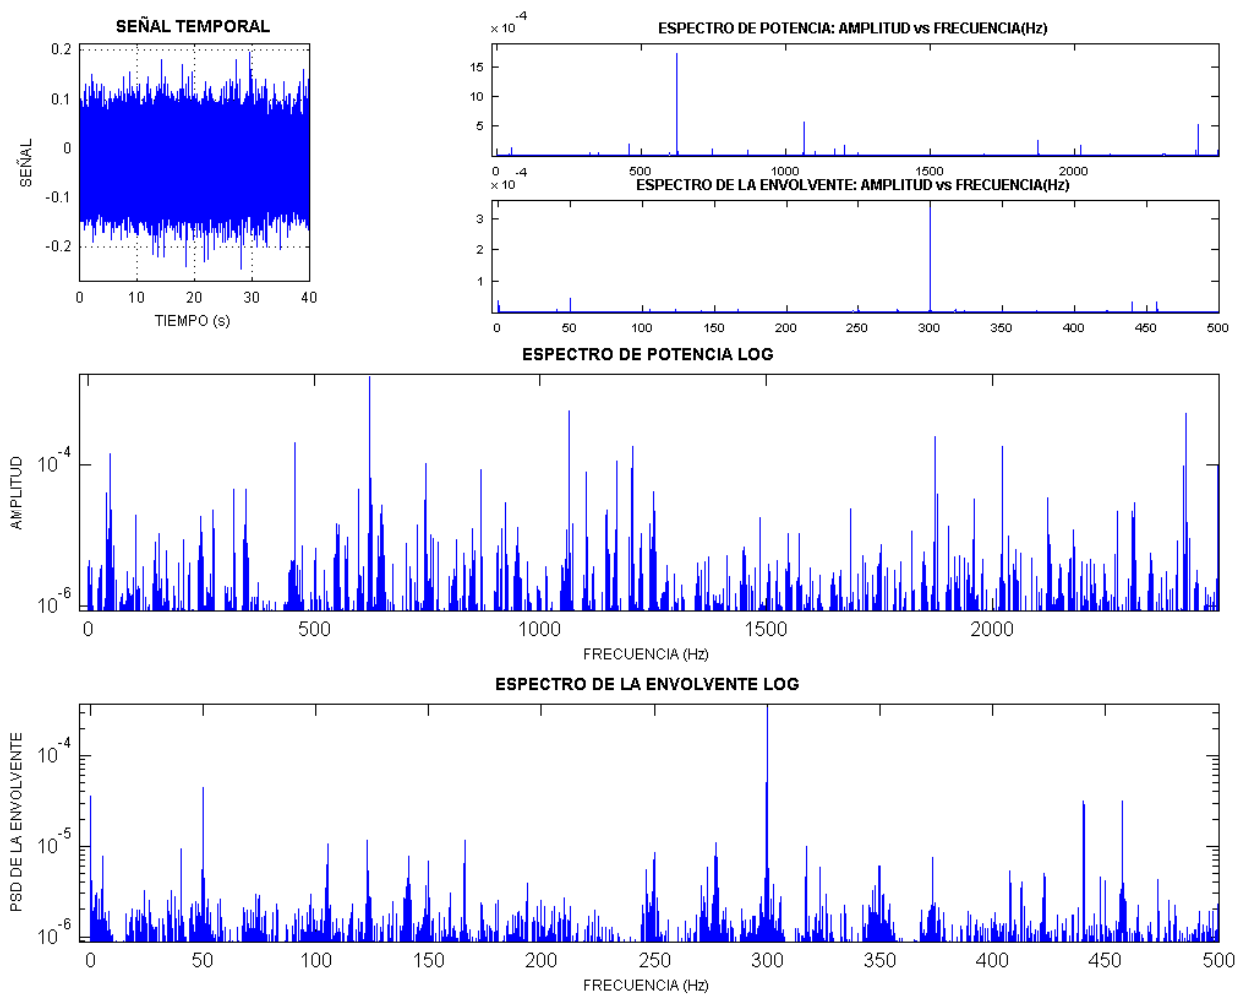 SEÑAL TEMPORAL
0.2
0.1
0
-0.1
-0.2
SEÑAL
0 10 20 30 40
TIEMPO (s)
ESPECTRO DE POTENCIA: AMPLITUD vs FRECUENCIA(Hz)
× 10⁻⁴
15
10
5
0 500 1000 1500 2000
ESPECTRO DE LA ENVOLVENTE: AMPLITUD vs FRECUENCIA(Hz)
× 10⁻⁴
3
2
1
0 50 100 150 200 250 300 350 400 450 500
ESPECTRO DE POTENCIA LOG
AMPLITUD
10⁻⁴
10⁻⁶
0 500 1000 1500 2000
FRECUENCIA (Hz)
ESPECTRO DE LA ENVOLVENTE LOG
PSD DE LA ENVOLVENTE
10⁻⁴
10⁻⁵
10⁻⁶
0 50 100 150 200 250 300 350 400 450 500
FRECUENCIA (Hz)